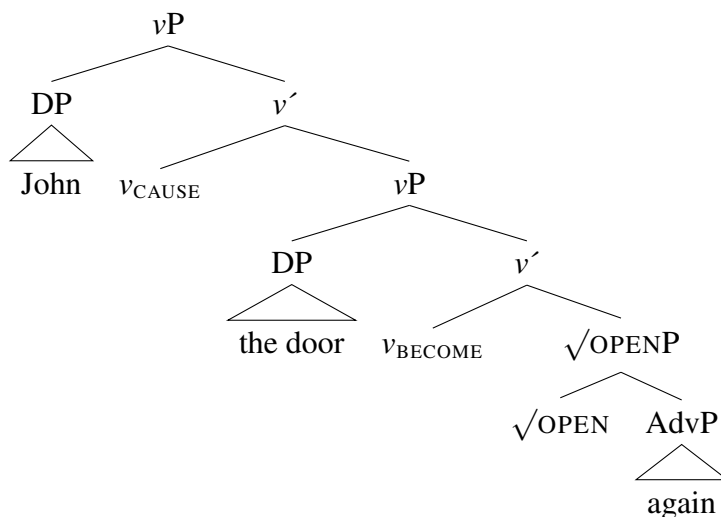 vP
DP v´
John vCAUSE vP
DP v´
the door vBECOME √OPENP
√OPEN AdvP
again